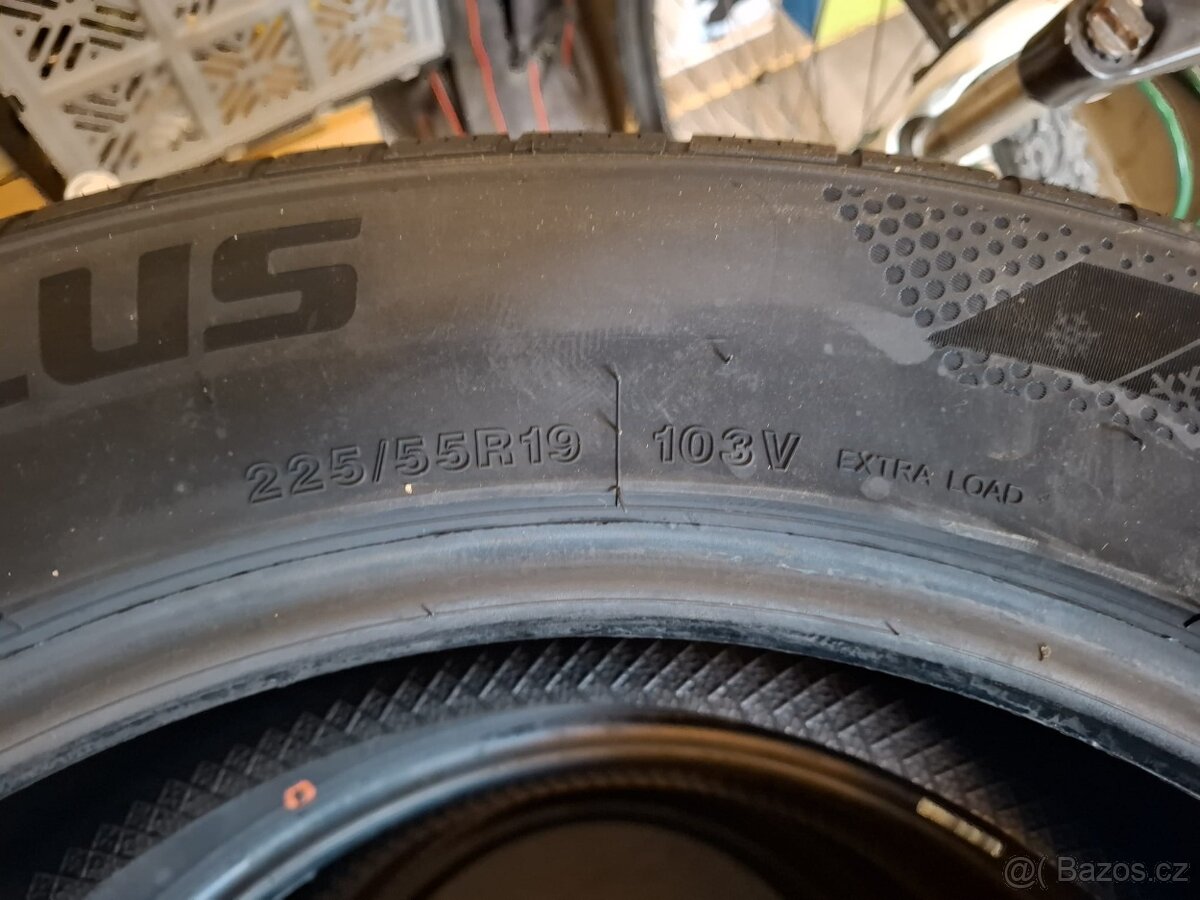 LUS
225/55R19 103V EXTRA LOAD
@( Bazos.cz